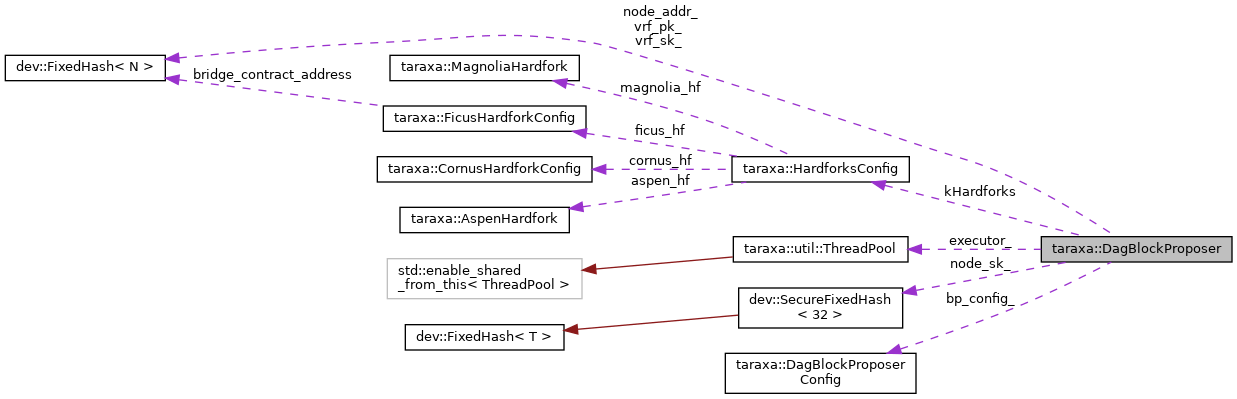 node_addr_
vrf_pk_
vrf_sk_
dev::FixedHash< N >
taraxa::MagnoliaHardfork
bridge_contract_address
magnolia_hf
taraxa::FicusHardforkConfig
ficus_hf
taraxa::CornusHardforkConfig
cornus_hf
taraxa::HardforksConfig
aspen_hf
kHardforks
taraxa::AspenHardfork
executor_
taraxa::util::ThreadPool
taraxa::DagBlockProposer
std::enable_shared
_from_this< ThreadPool >
node_sk_
dev::SecureFixedHash
< 32 >
bp_config_
dev::FixedHash< T >
taraxa::DagBlockProposer
Config